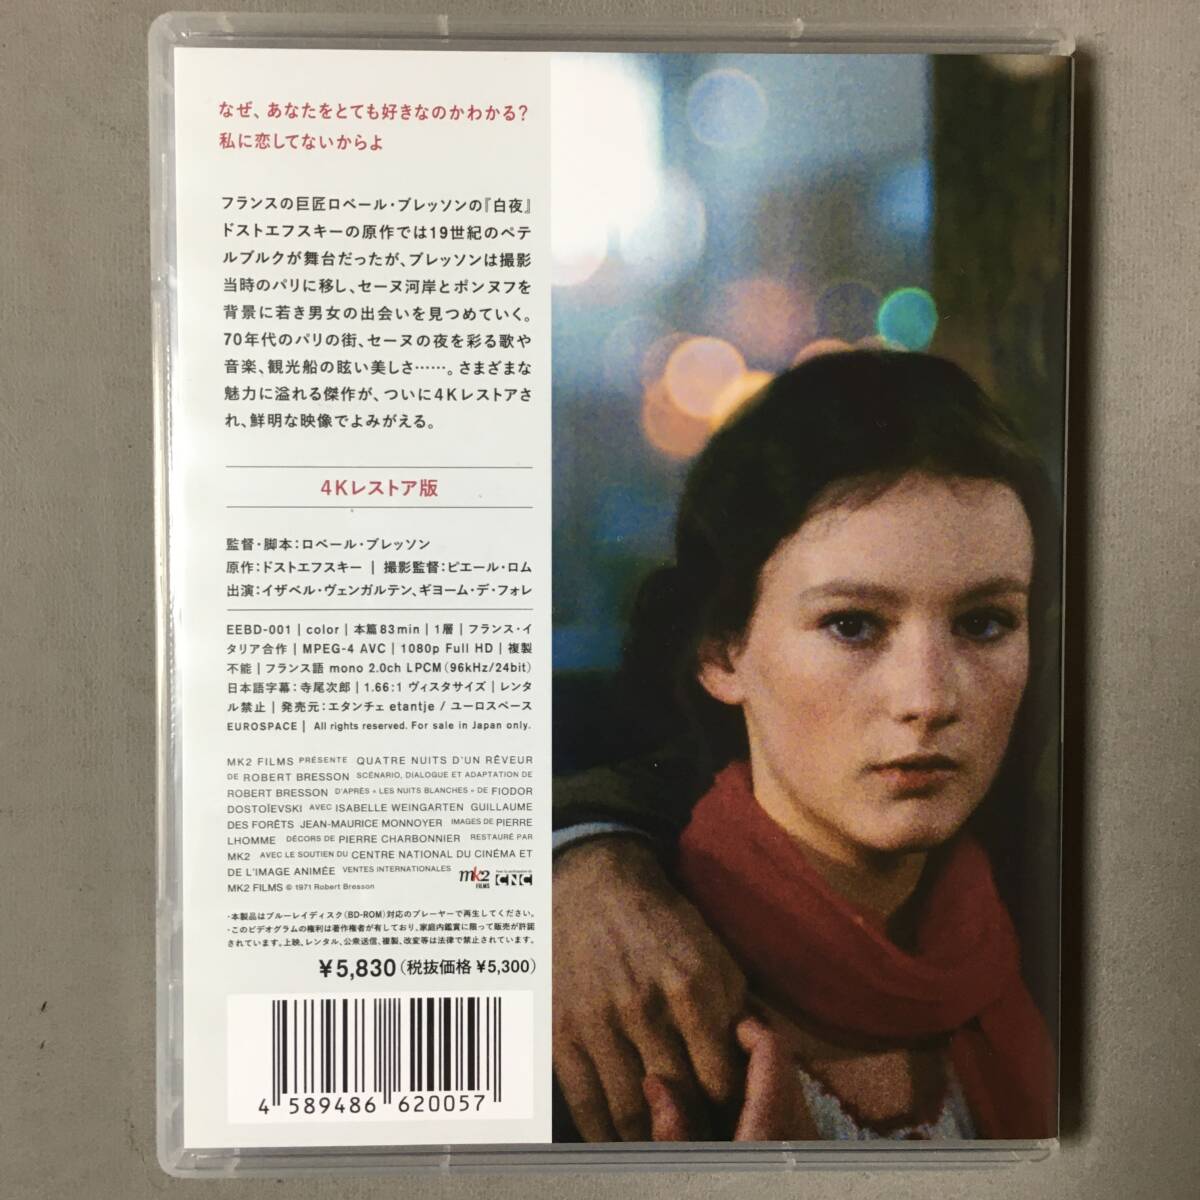 なぜ、あなたをとても好きなのかわかる?
私に恋してないからよ
フランスの巨匠ロベール・ブレッソンの『白夜』
ドストエフスキーの原作では19世紀のペテ
ルブルクが舞台だったが、ブレッソンは撮影
当時のパリに移し、セーヌ河岸とポンヌフを
背景に若き男女の出会いを見つめていく。
70年代のパリの街、セーヌの夜を彩る歌や
音楽、観光船の眩い美しさ……。さまざまな
魅力に溢れる傑作が、ついに4Kレストアさ
れ、鮮明な映像でよみがえる。
4Kレストア版
監督・脚本:ロベール・ブレッソン
原作:ドストエフスキー | 撮影監督:ピエール・ロム
出演:イザベル・ヴェンガルテン、ギヨーム・デ・フォレ
EEBD-001 | color | 本篇83min | 1層 | フランス・イ
タリア合作 | MPEG-4 AVC | 1080p Full HD | 複製
不能 | フランス語 mono 2.0ch LPCM(96kHz/24bit)
日本語字幕:寺尾次郎 | 1.66:1 ヴィスタサイズ | レンタ
ル禁止 | 発売元:エタンチェ etantje / ユーロスペース
EUROSPACE | All rights reserved. For sale in Japan only.
MK2 FILMS PRÉSENTE QUATRE NUITS D'UN RÊVEUR
DE ROBERT BRESSON SCÉNARIO, DIALOGUE ET ADAPTATION DE
ROBERT BRESSON D'APRÈS « LES NUITS BLANCHES » DE FIODOR
DOSTOÏEVSKI AVEC ISABELLE WEINGARTEN GUILLAUME
DES FORÊTS JEAN-MAURICE MONNOYER IMAGES DE PIERRE
LHOMME DÉCORS DE PIERRE CHARBONNIER RESTAURÉ PAR
MK2 AVEC LE SOUTIEN DU CENTRE NATIONAL DU CINÉMA ET
DE L'IMAGE ANIMÉE VENTES INTERNATIONALES
MK2 FILMS © 1971 Robert Bresson
mk2 FILMS
CNC
・本製品はブルーレイディスク(BD-ROM)対応のプレーヤーで再生してください。
・このビデオグラムの権利は著作権者が有しており、家庭内鑑賞に限って販売が許諾
されています。上映、レンタル、公衆送信、複製、改変等は法律で禁止されています。
¥5,830(税抜価格 ¥5,300)
4 589486 620057